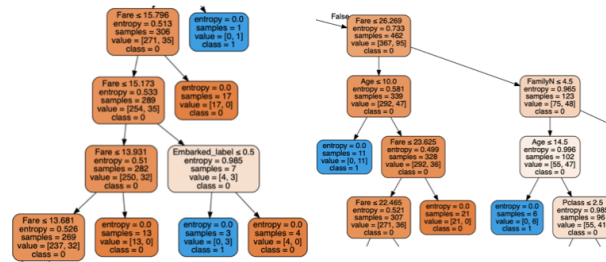 Fare ≤ 15.796
entropy = 0.513
samples = 306
value = [271, 35]
class = 0
entropy = 0.0
samples = 1
value = [0, 1]
class = 1
Fare ≤ 15.173
entropy = 0.533
samples = 289
value = [254, 35]
class = 0
entropy = 0.0
samples = 17
value = [17, 0]
class = 0
Fare ≤ 13.931
entropy = 0.51
samples = 282
value = [250, 32]
class = 0
Embarked_label ≤ 0.5
entropy = 0.985
samples = 7
value = [4, 3]
class = 0
Fare ≤ 13.681
entropy = 0.526
samples = 269
value = [237, 32]
class = 0
entropy = 0.0
samples = 13
value = [13, 0]
class = 0
entropy = 0.0
samples = 3
value = [0, 3]
class = 1
entropy = 0.0
samples = 4
value = [4, 0]
class = 0
False
Fare ≤ 26.269
entropy = 0.733
samples = 462
value = [367, 95]
class = 0
Age ≤ 10.0
entropy = 0.581
samples = 339
value = [292, 47]
class = 0
FamilyN ≤ 4.5
entropy = 0.965
samples = 123
value = [75, 48]
class = 0
entropy = 0.0
samples = 11
value = [0, 11]
class = 1
Fare ≤ 23.625
entropy = 0.499
samples = 328
value = [292, 36]
class = 0
Age ≤ 14.5
entropy = 0.996
samples = 102
value = [55, 47]
class = 0
Fare ≤ 22.465
entropy = 0.521
samples = 307
value = [271, 36]
class = 0
entropy = 0.0
samples = 21
value = [21, 0]
class = 0
entropy = 0.0
samples = 6
value = [0, 6]
class = 1
Pclass ≤ 2.5
entropy = 0.985
samples = 96
value = [55, 41
class = 0